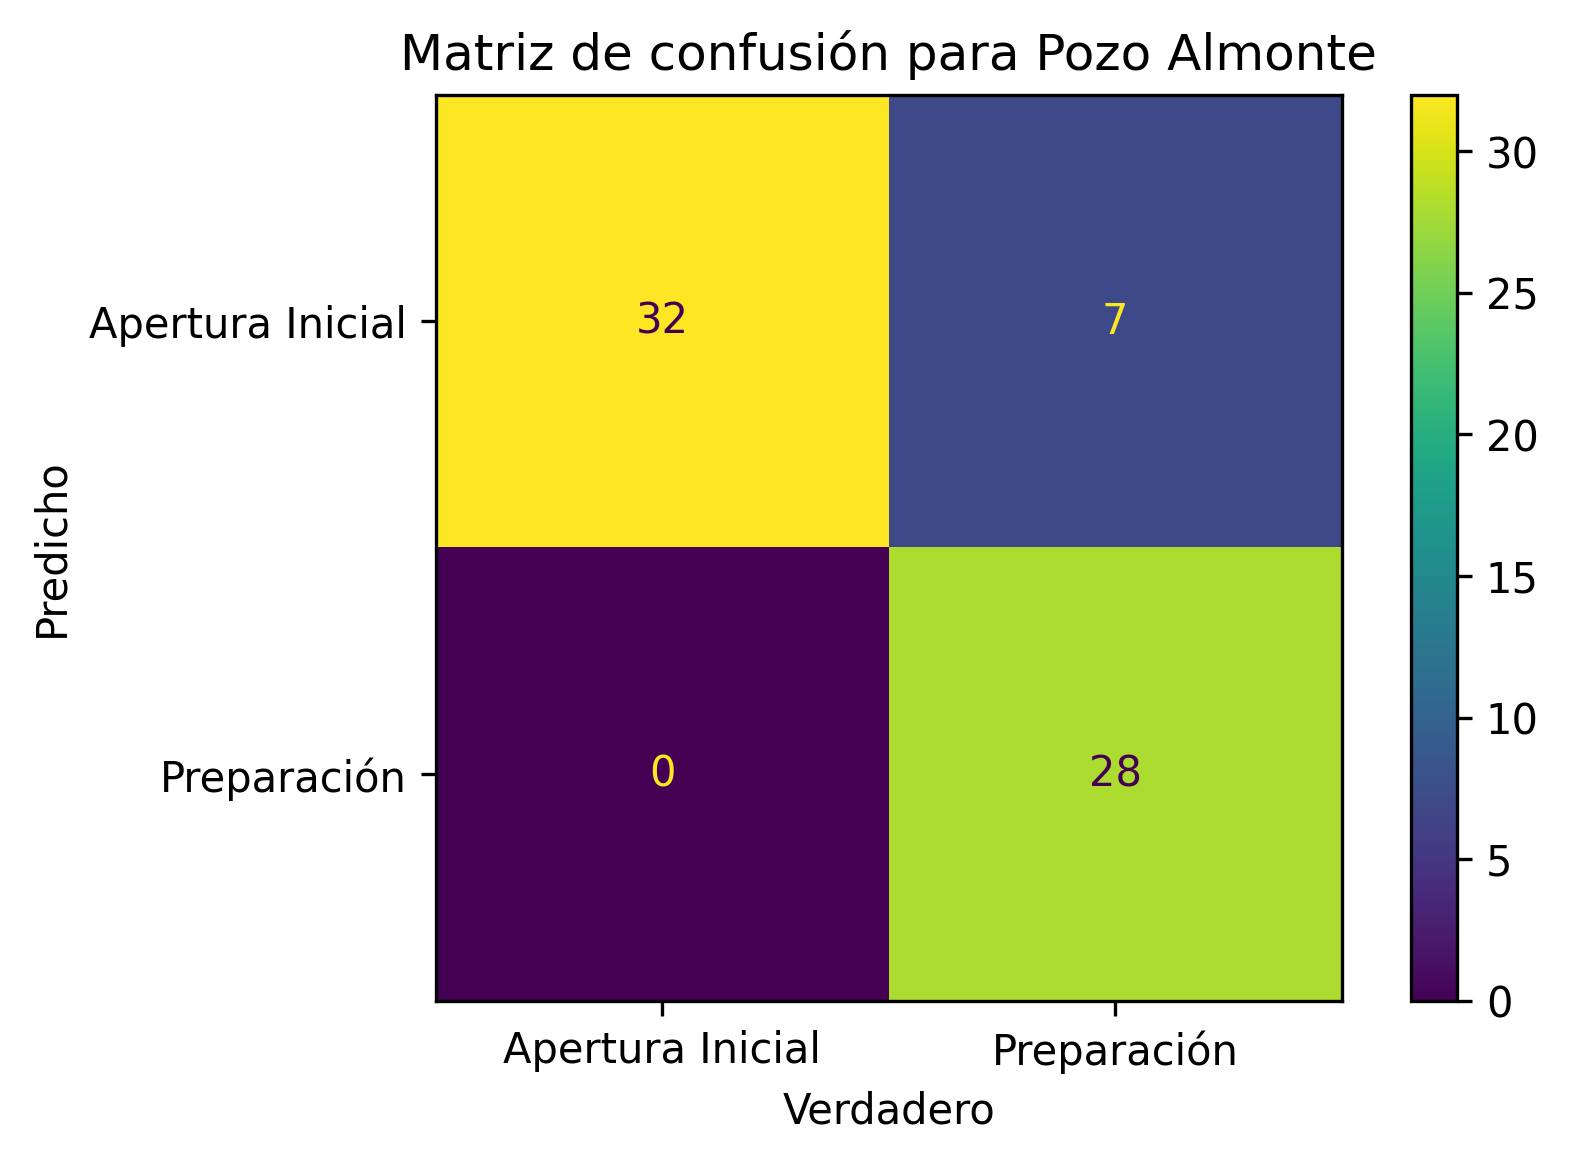 Matriz de confusión para Pozo Almonte
Predicho
Apertura Inicial
Preparación
32
7
0
28
Apertura Inicial
Preparación
Verdadero
30
25
20
15
10
5
0